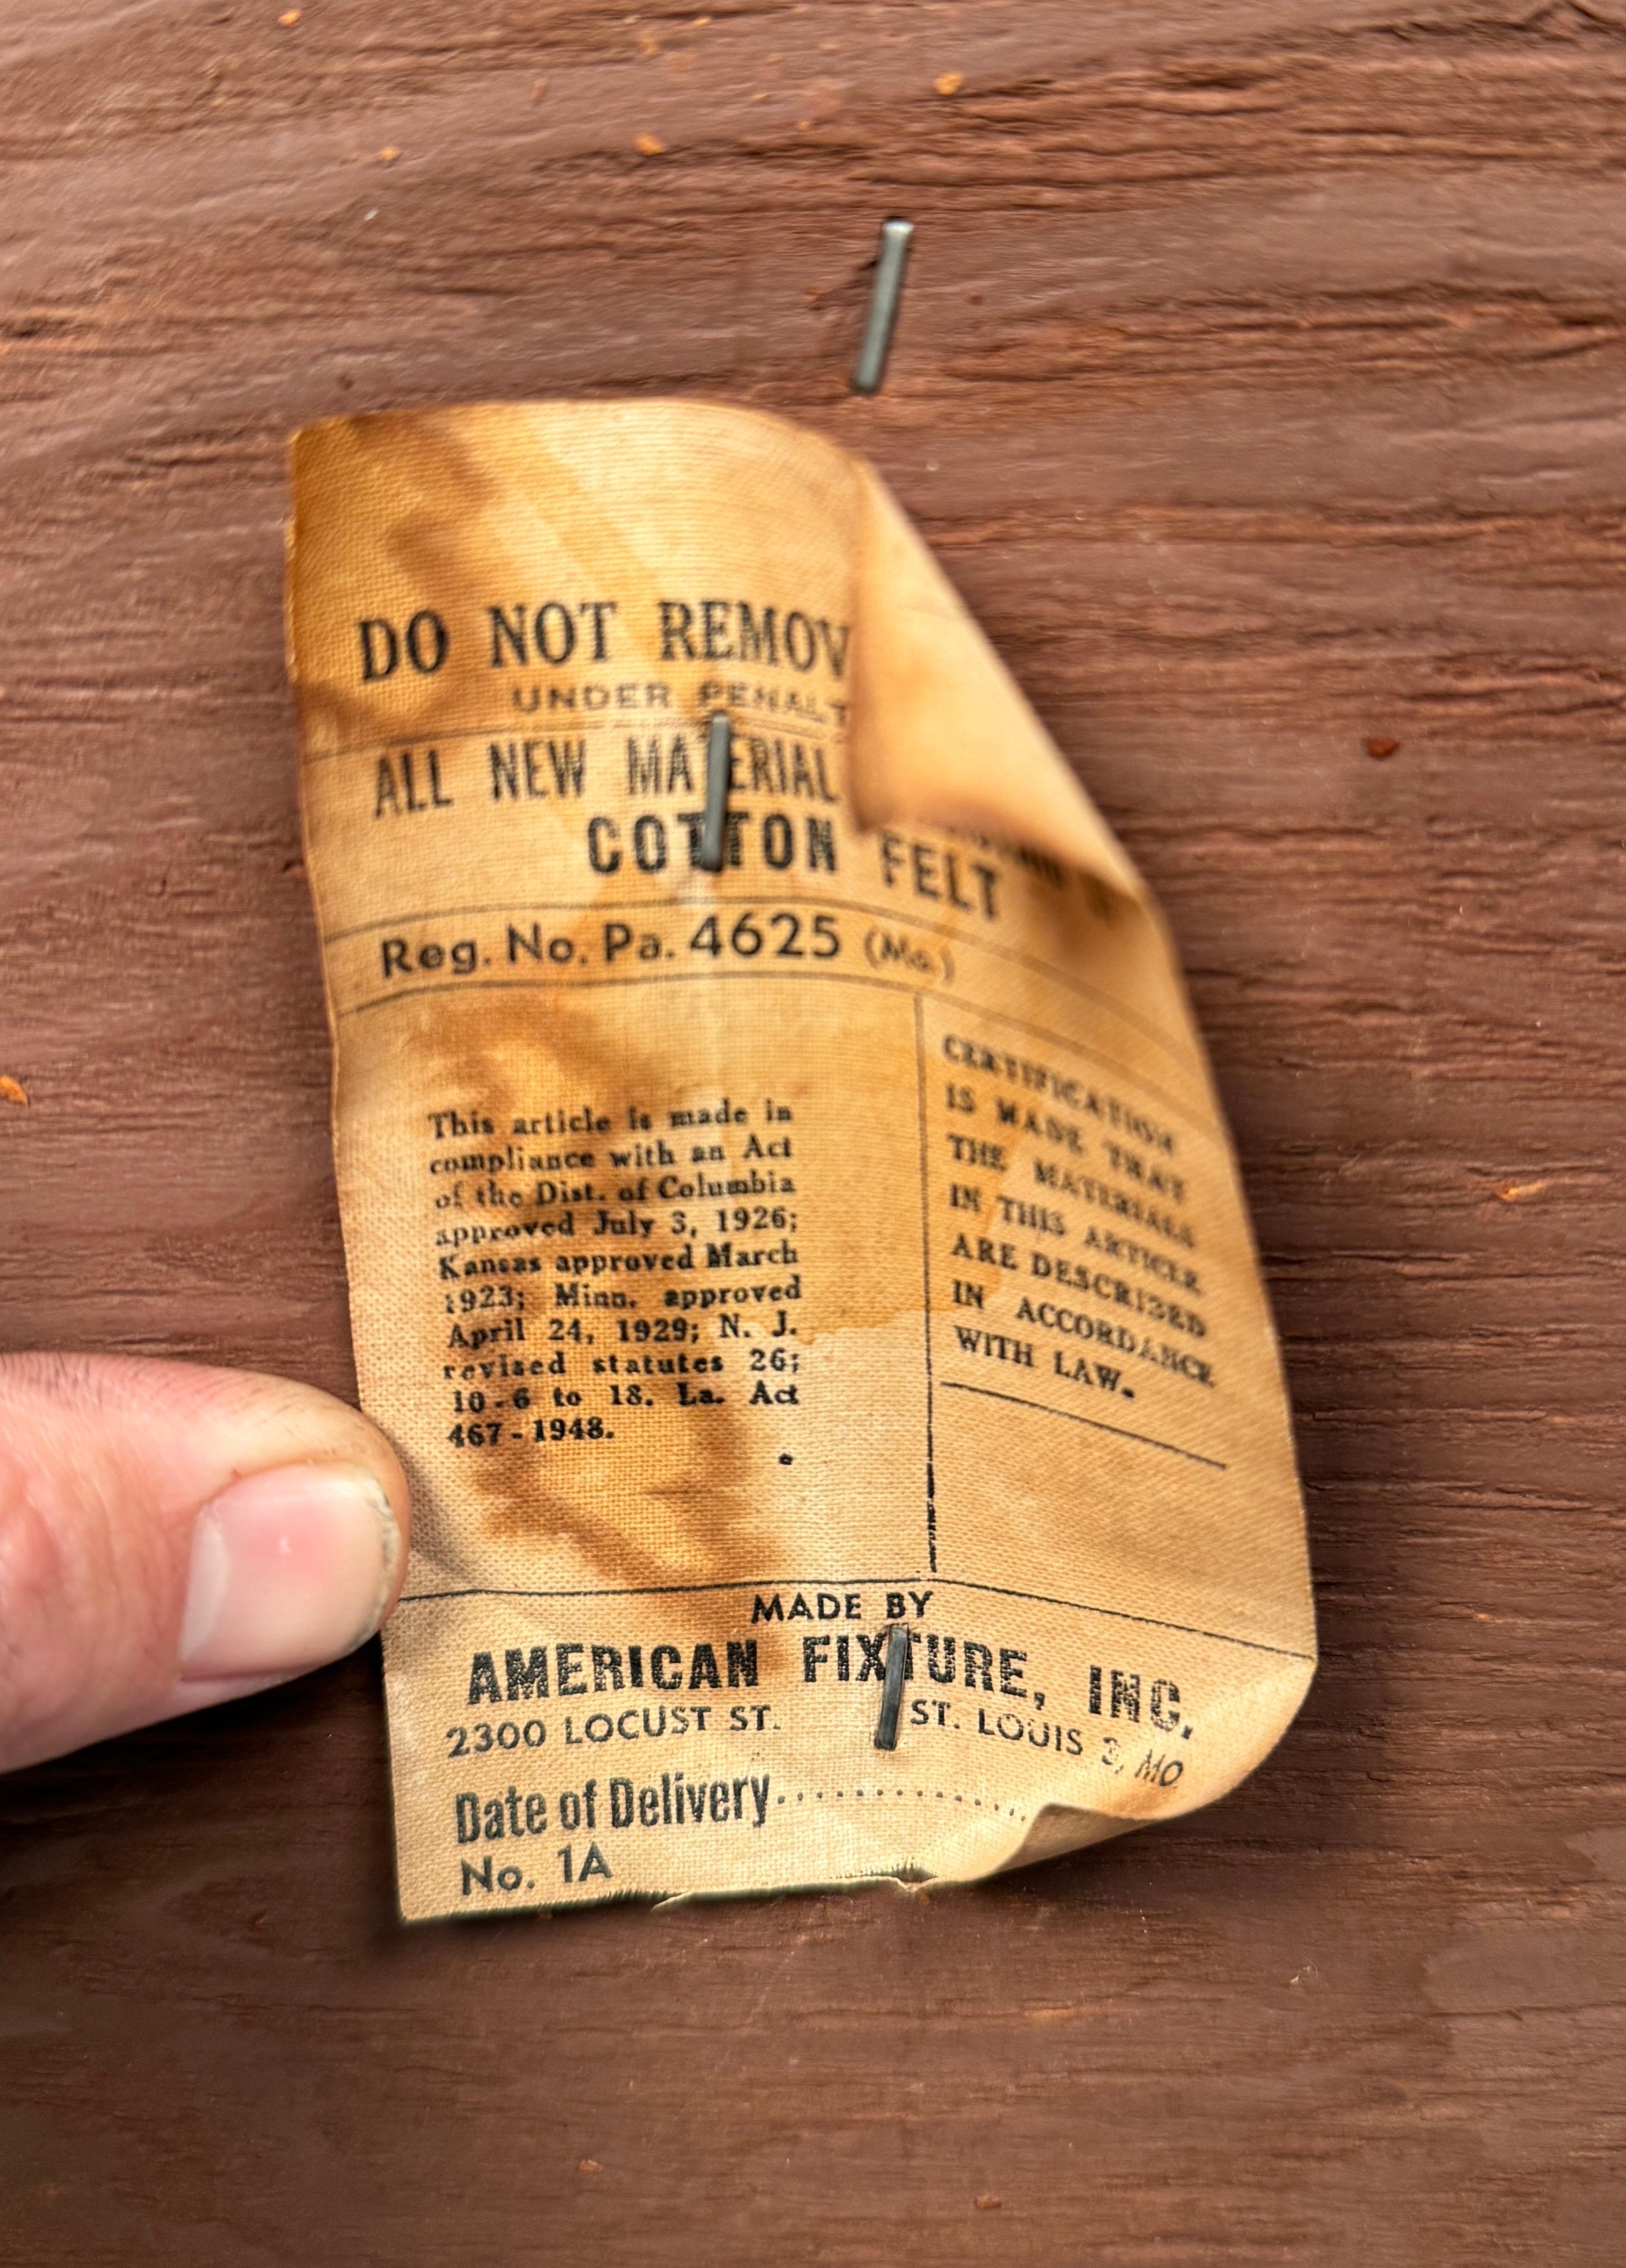 DO NOT REMOV
UNDER PENALT
ALL NEW MATERIAL
COTTON FELT
Reg. No. Pa. 4625 (Mo.)
This article is made in
compliance with an Act
of the Dist. of Columbia
approved July 3, 1926;
Kansas approved March
1923; Minn. approved
April 24, 1929; N. J.
revised statutes 26;
10-6 to 18. La. Act
467-1948.
CERTIFICATION
IS MADE THAT
THE MATERIALS
IN THIS ARTICLE
ARE DESCRIBED
IN ACCORDANCE
WITH LAW.
MADE BY
AMERICAN FIXTURE, INC.
2300 LOCUST ST. ST. LOUIS 3, MO.
Date of Delivery..............
No. 1A